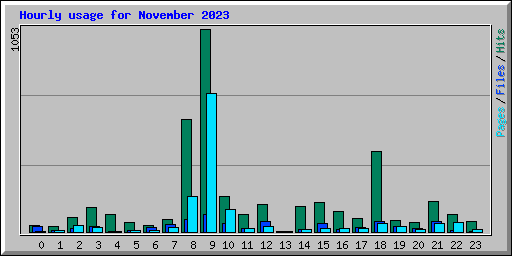 Hourly usage for November 2023
1053
Pages/Files/Hits
0 1 2 3 4 5 6 7 8 9 10 11 12 13 14 15 16 17 18 19 20 21 22 23